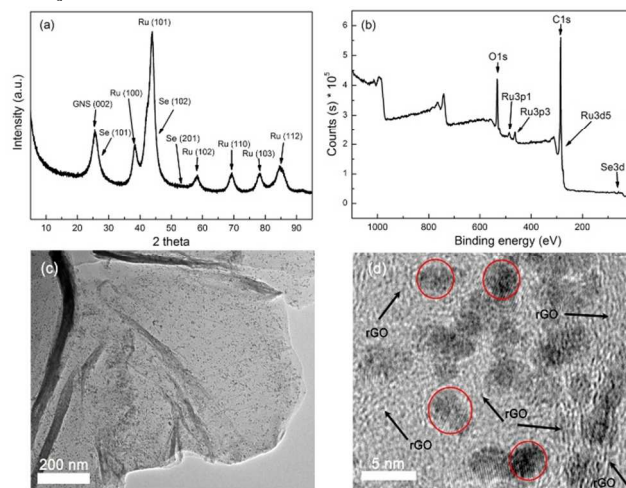 (a)
Ru (101)
Ru (100)
GNS (002)
Se (101)
Se (102)
Se (201)
Ru (102)
Ru (110)
Ru (103)
Ru (112)
Intensity (a.u.)
10 20 30 40 50 60 70 80 90
2 theta
(b)
C1s
O1s
Ru3p1
Ru3p3
Ru3d5
Se3d
Counts (s) * 10^5
6
5
4
3
2
1
0
1000 800 600 400 200 0
Binding energy (eV)
(c)
200 nm
(d)
rGO
rGO
rGO
rGO
rGO
rGO
5 nm